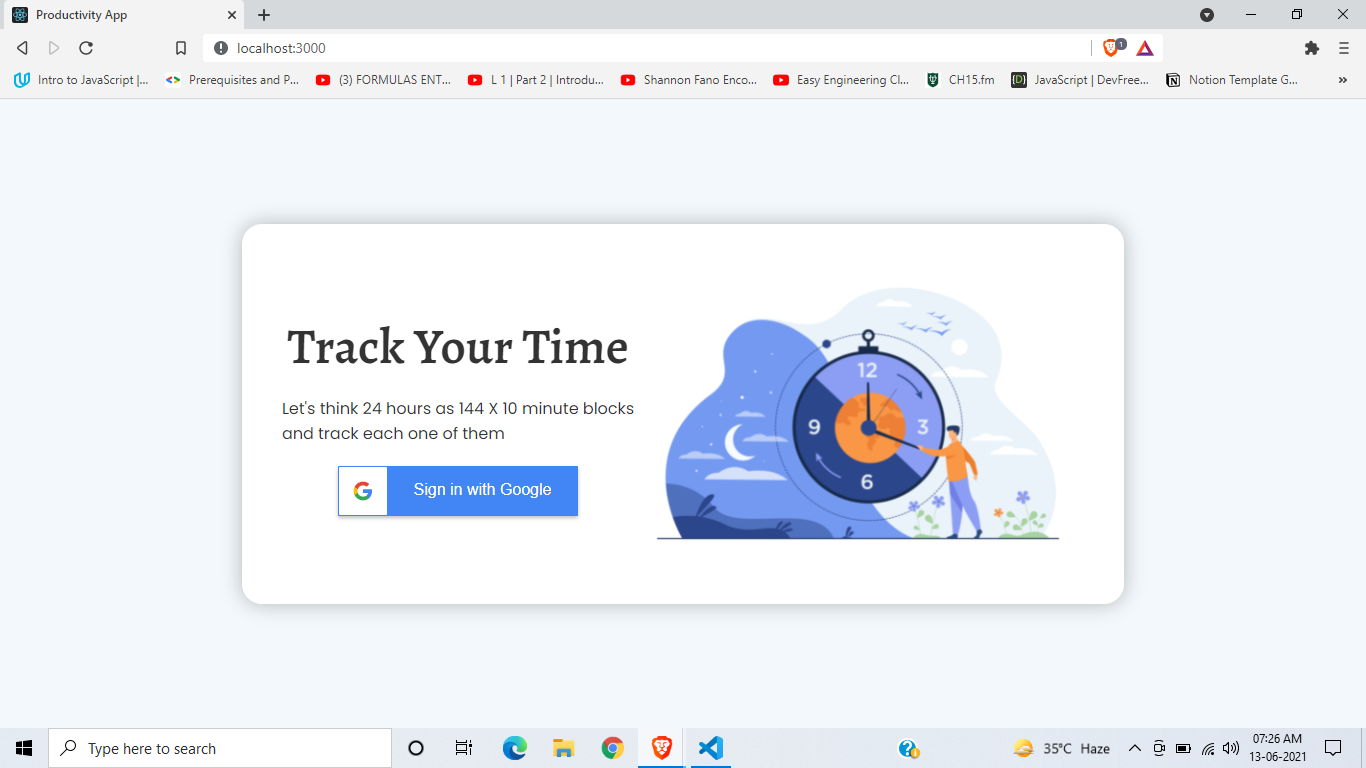 Productivity App
localhost:3000
1
Intro to JavaScript |...
Prerequisites and P...
(3) FORMULAS ENT...
L 1 | Part 2 | Introdu...
Shannon Fano Enco...
Easy Engineering Cl...
CH15.fm
JavaScript | DevFree...
Notion Template G...
Track Your Time
Let's think 24 hours as 144 X 10 minute blocks
and track each one of them
Sign in with Google
12
3
6
9
Type here to search
35°C Haze
07:26 AM
13-06-2021